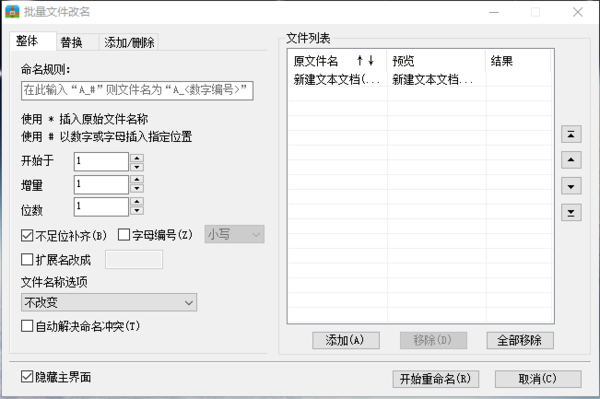 批量文件改名
整体 替换 添加/删除
命名规则:
在此输入“A_#”则文件名为“A_<数字编号>”
使用 * 插入原始文件名称
使用 # 以数字或字母插入指定位置
开始于 1
增量 1
位数 1
不足位补齐(B) 字母编号(Z) 小写
扩展名改成
文件名称选项
不改变
自动解决命名冲突(T)
文件列表
原文件名 ↑↓ 预览 结果
新建文本文档(... 新建文本文档...
添加(A) 移除(D) 全部移除
隐藏主界面
开始重命名(R) 取消(C)